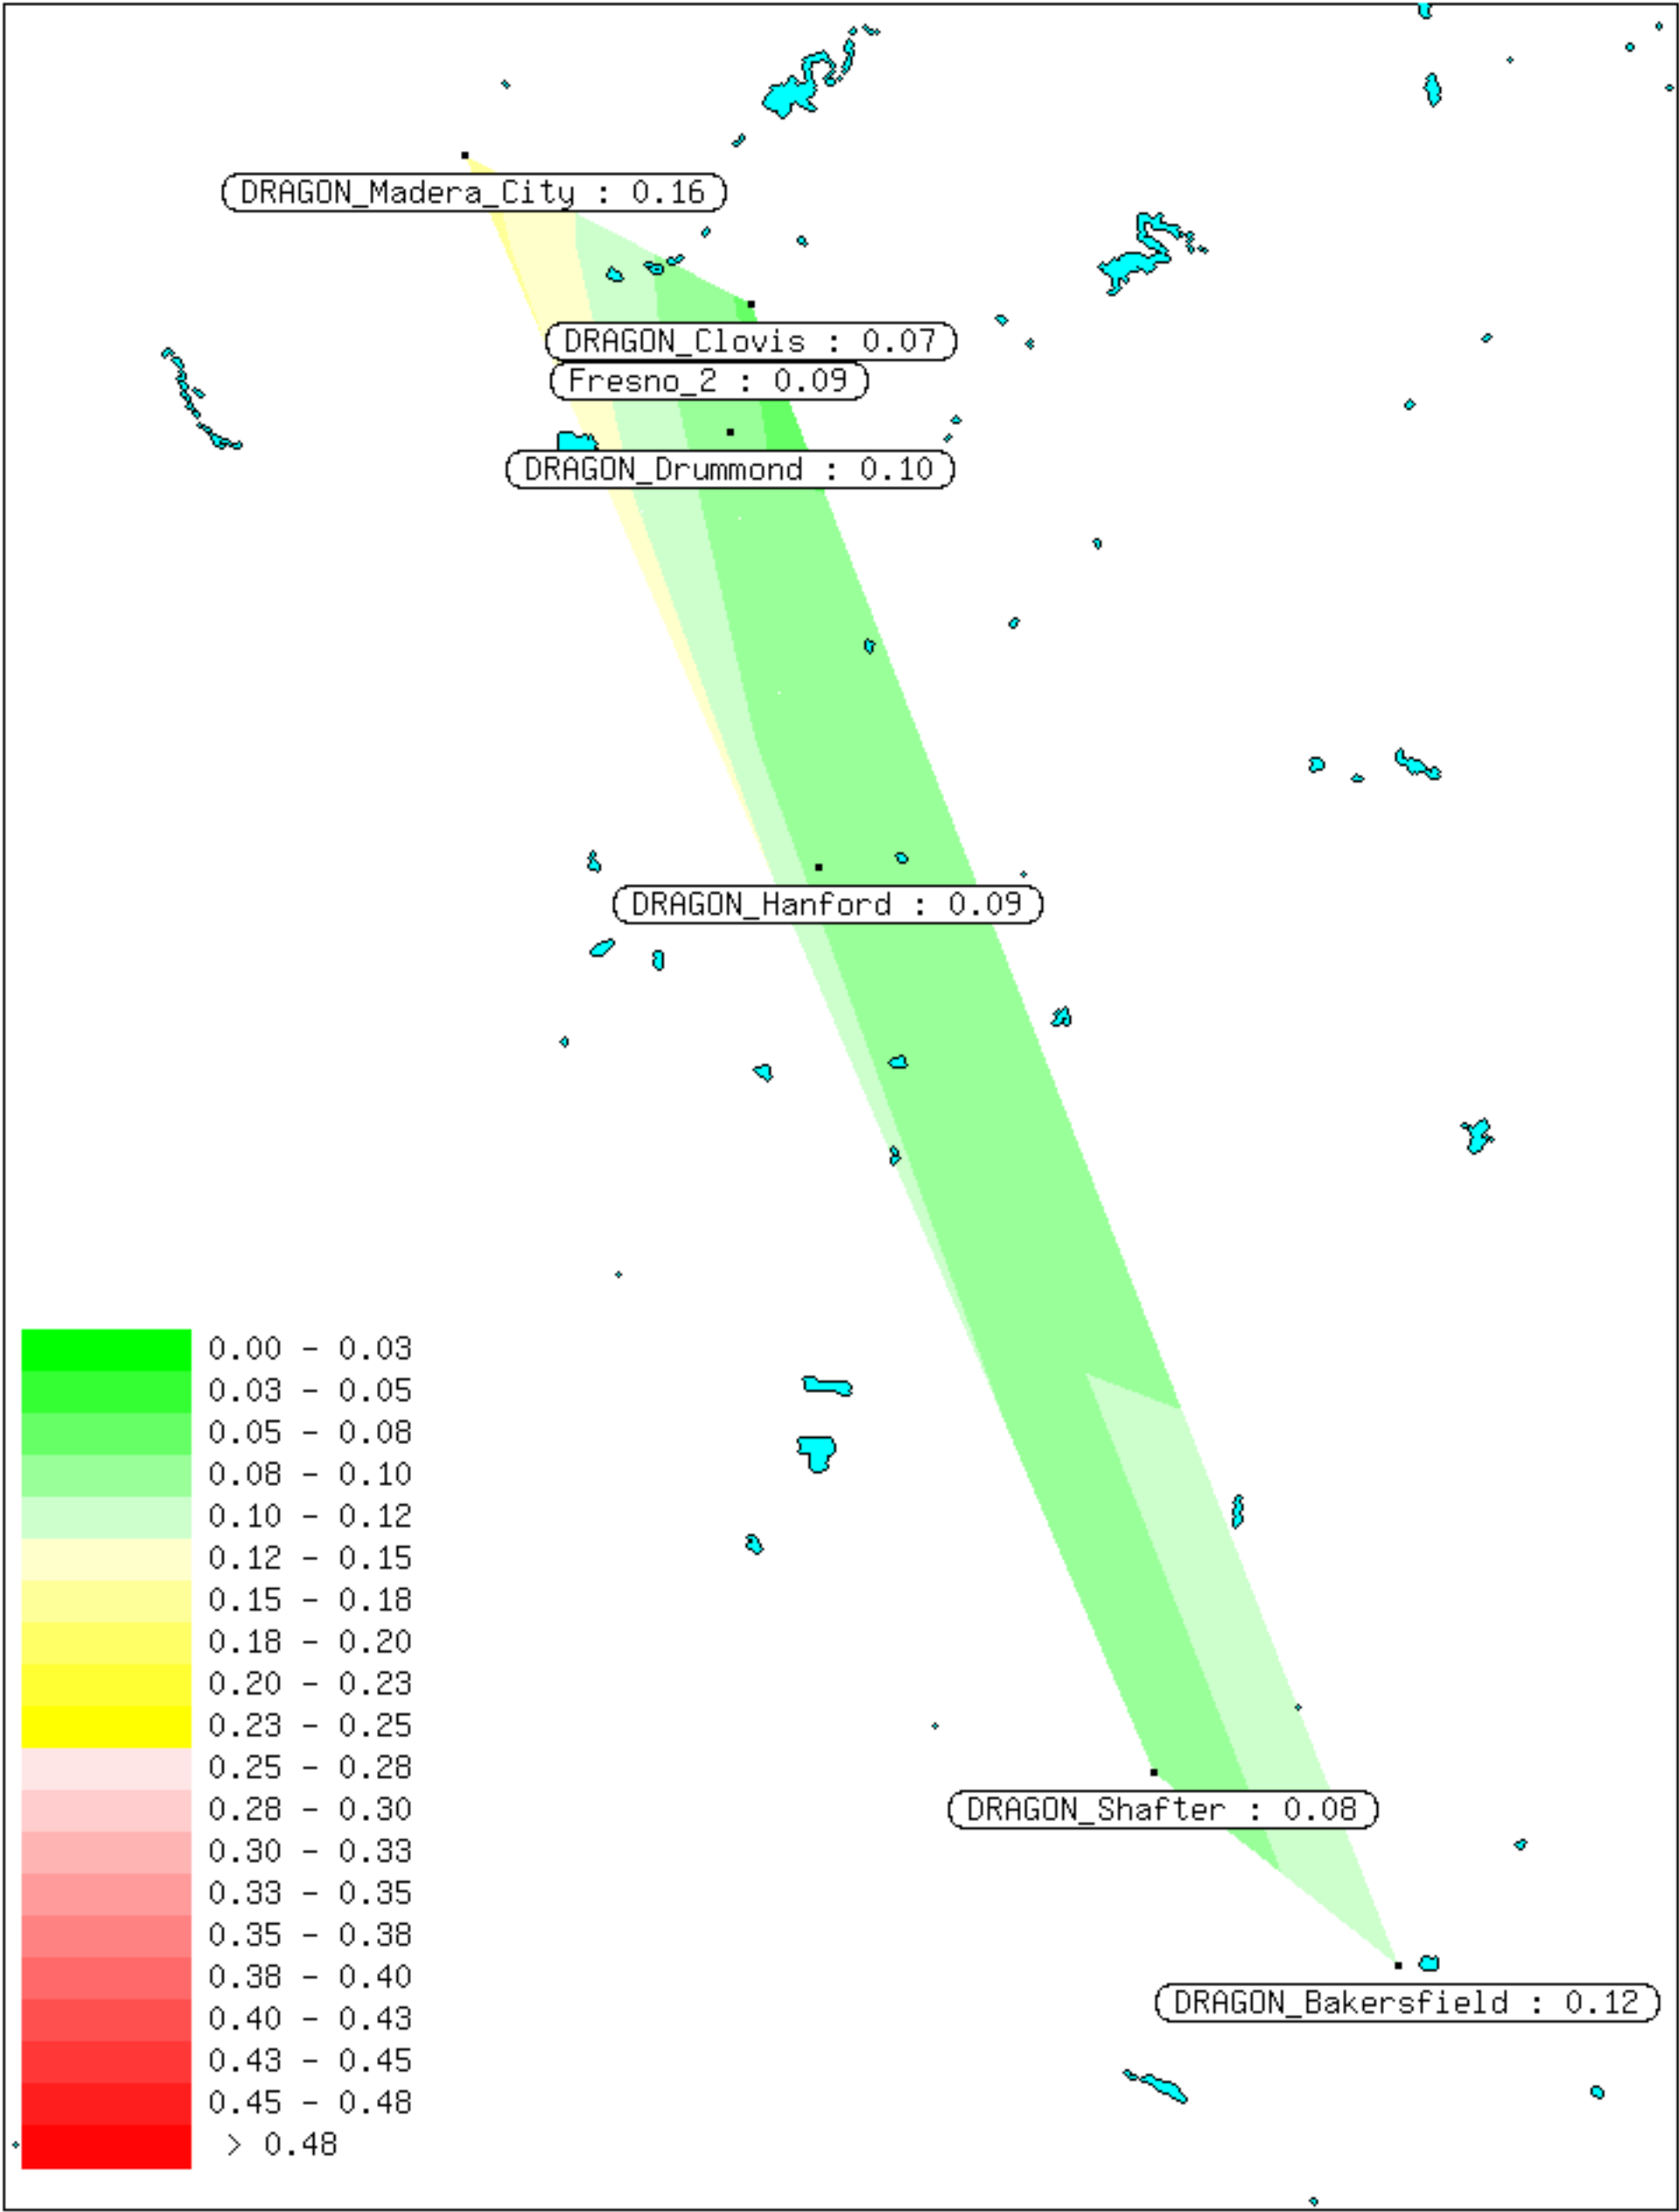 DRAGON_Madera_City : 0.16
DRAGON_Clovis : 0.07
Fresno_2 : 0.09
DRAGON_Drummond : 0.10
DRAGON_Hanford : 0.09
0.00 - 0.03
0.03 - 0.05
0.05 - 0.08
0.08 - 0.10
0.10 - 0.12
0.12 - 0.15
0.15 - 0.18
0.18 - 0.20
0.20 - 0.23
0.23 - 0.25
0.25 - 0.28
0.28 - 0.30
0.30 - 0.33
0.33 - 0.35
0.35 - 0.38
0.38 - 0.40
0.40 - 0.43
0.43 - 0.45
0.45 - 0.48
> 0.48
DRAGON_Shafter : 0.08
DRAGON_Bakersfield : 0.12